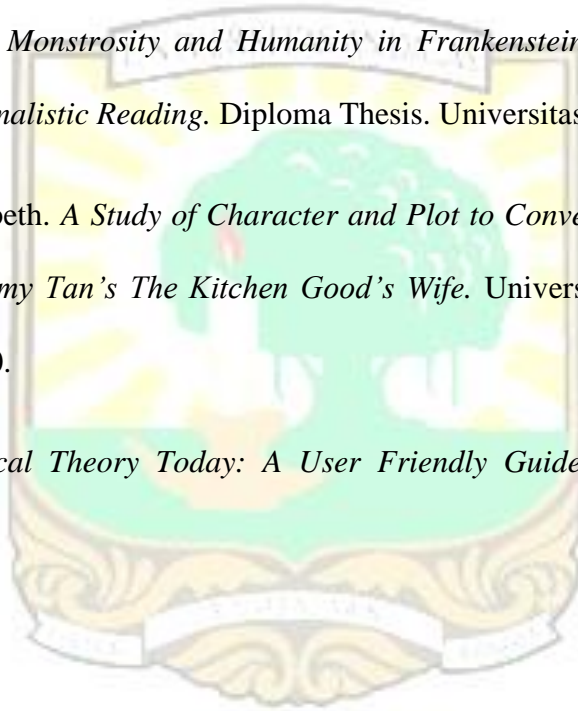 Monstrosity and Humanity in Frankenstein
nalistic Reading. Diploma Thesis. Universitas
beth. A Study of Character and Plot to Conve
my Tan's The Kitchen Good's Wife. Univers
).
cal Theory Today: A User Friendly Guide